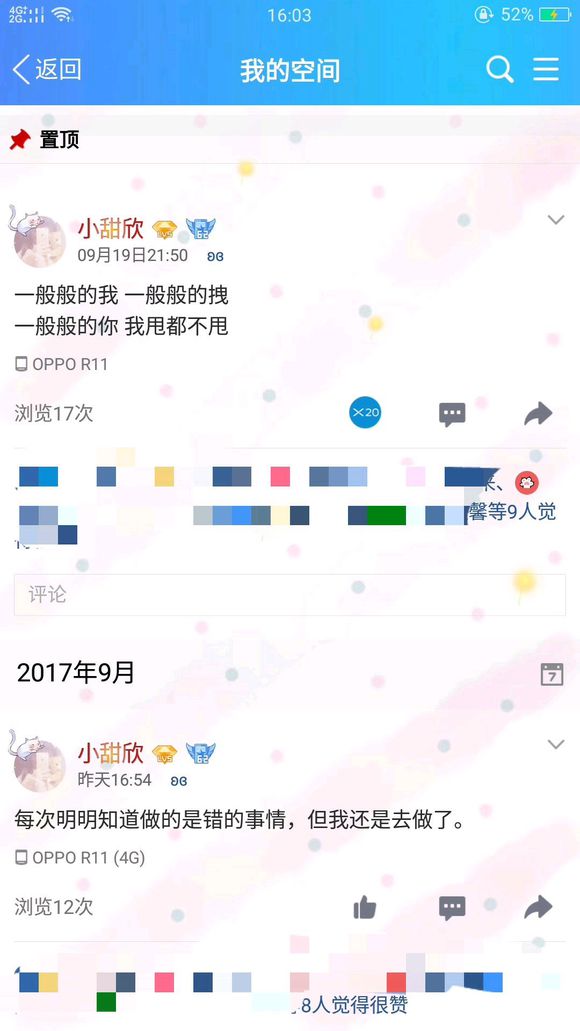 4G+
2G
16:03
52%
返回
我的空间
置顶
小甜欣
LV5
62
09月19日21:50
一般般的我 一般般的拽
一般般的你 我甩都不甩
OPPO R11
浏览17次
×20
来、
馨等9人觉
评论
2017年9月
7
小甜欣
LV5
62
昨天16:54
每次明明知道做的是错的事情，但我还是去做了。
OPPO R11 (4G)
浏览12次
8人觉得很赞